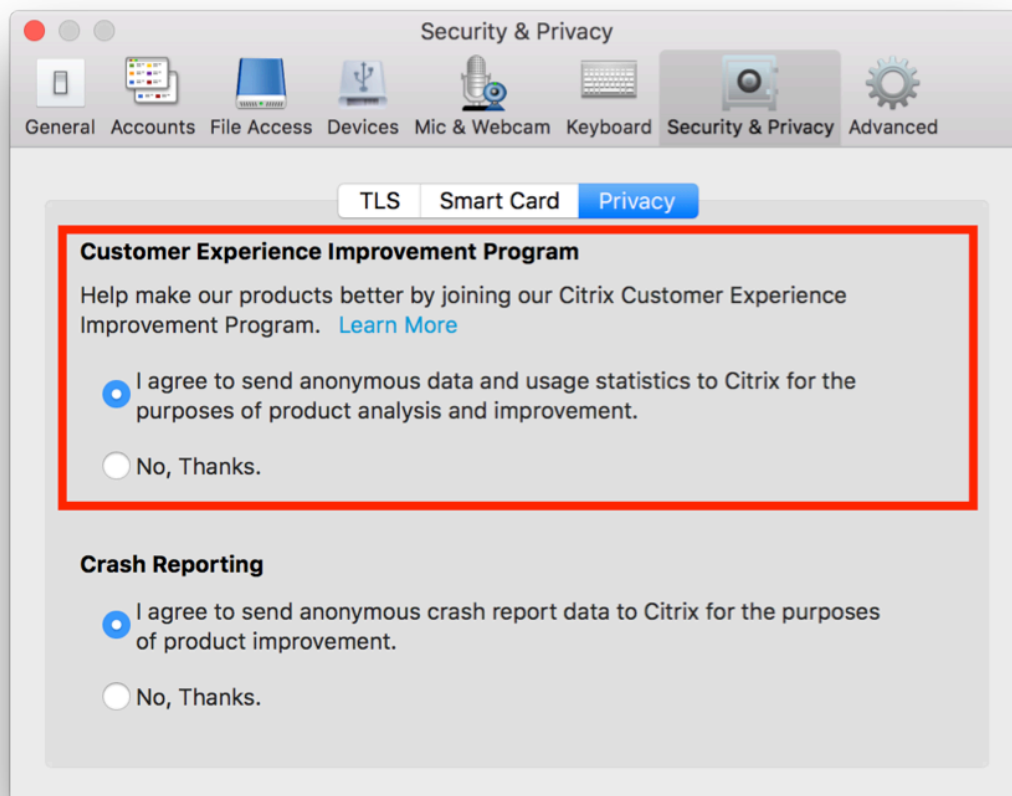 Security & Privacy
General Accounts File Access Devices Mic & Webcam Keyboard Security & Privacy Advanced
TLS Smart Card Privacy
Customer Experience Improvement Program
Help make our products better by joining our Citrix Customer Experience
Improvement Program. Learn More
I agree to send anonymous data and usage statistics to Citrix for the
purposes of product analysis and improvement.
No, Thanks.
Crash Reporting
I agree to send anonymous crash report data to Citrix for the purposes
of product improvement.
No, Thanks.